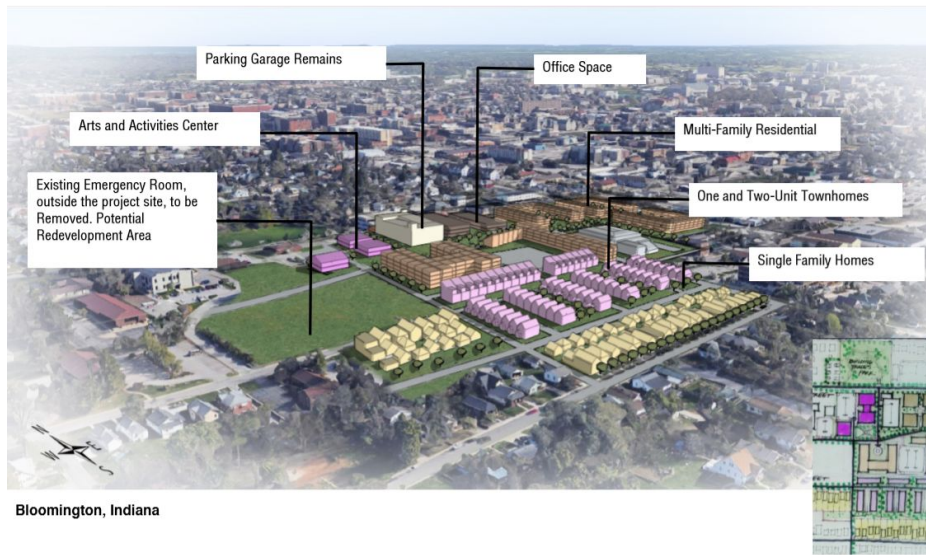 Parking Garage Remains
Office Space
Arts and Activities Center
Multi-Family Residential
Existing Emergency Room,
outside the project site, to be
Removed. Potential
Redevelopment Area
One and Two-Unit Townhomes
Single Family Homes
N
W E
S
Bloomington, Indiana